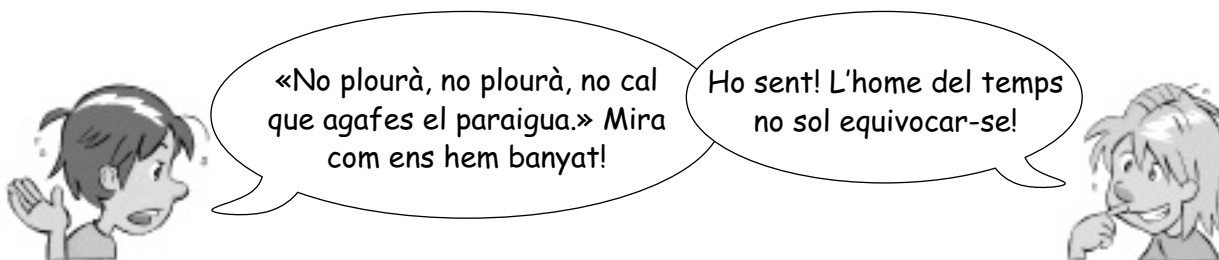 «No plourà, no plourà, no cal
que agafes el paraigua.» Mira
com ens hem banyat!
Ho sent! L'home del temps
no sol equivocar-se!